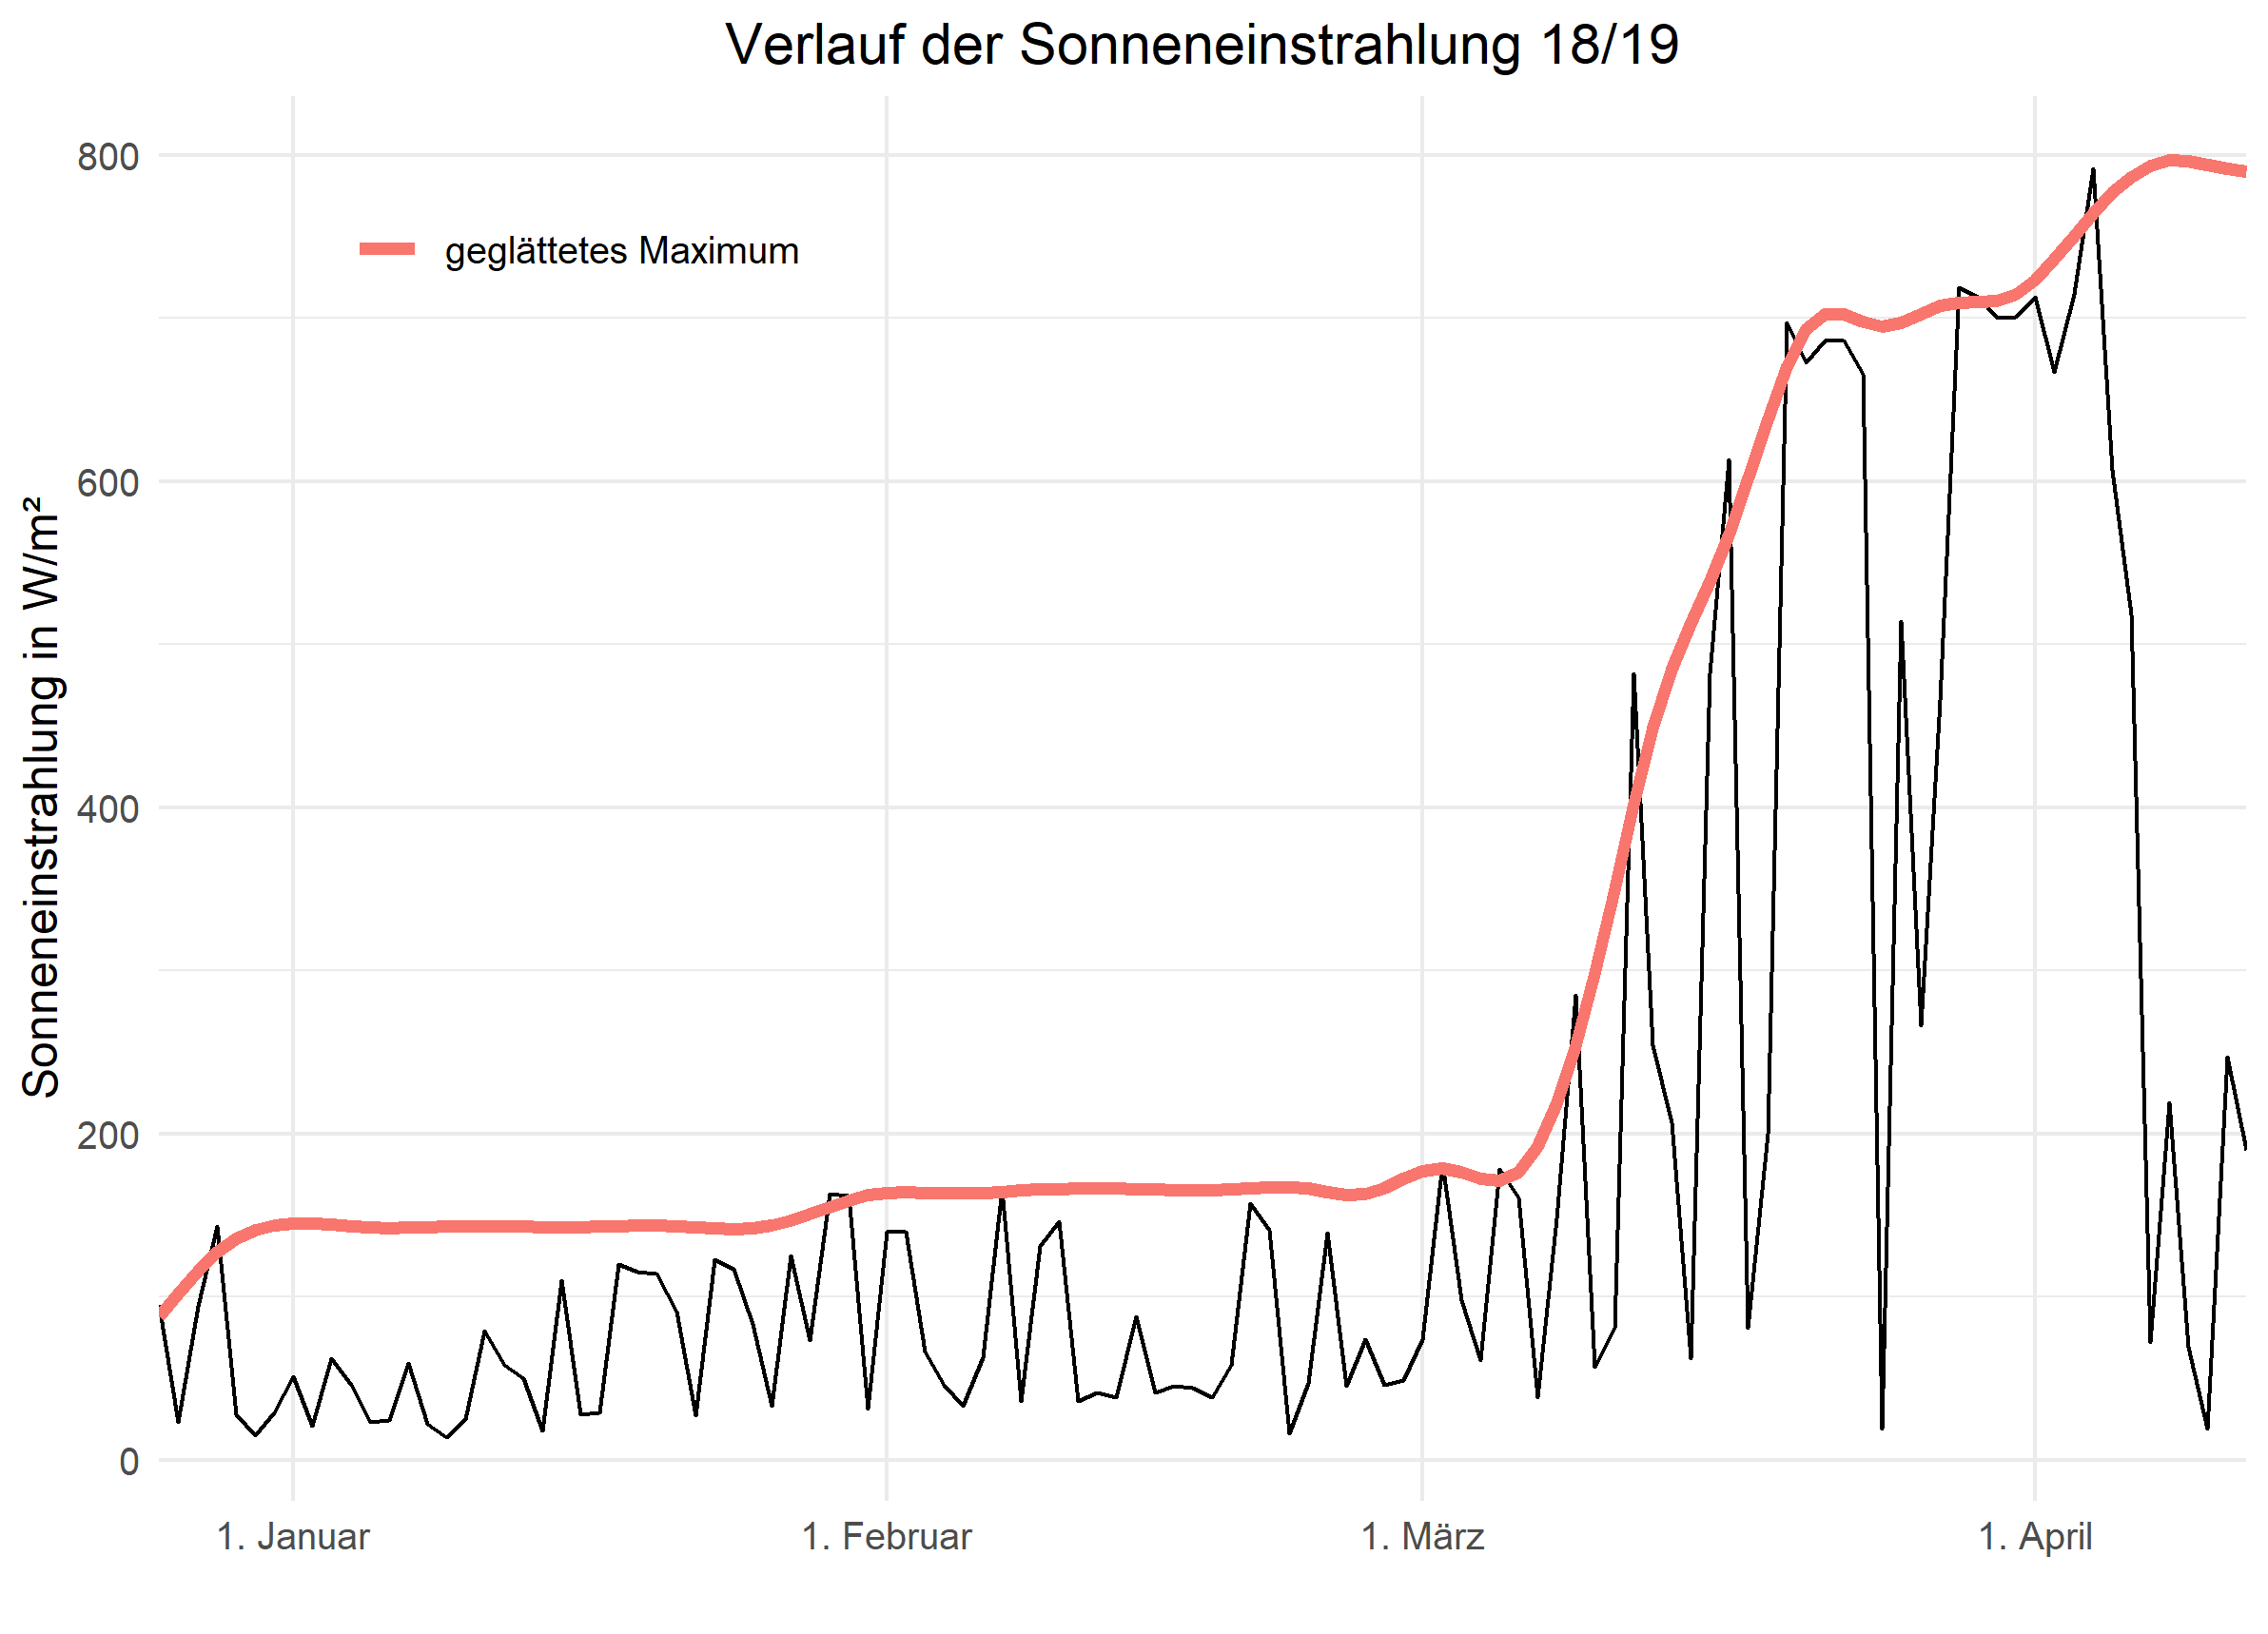 Verlauf der Sonneneinstrahlung 18/19
Sonneneinstrahlung in W/m²
800
600
400
200
0
geglättetes Maximum
1. Januar
1. Februar
1. März
1. April